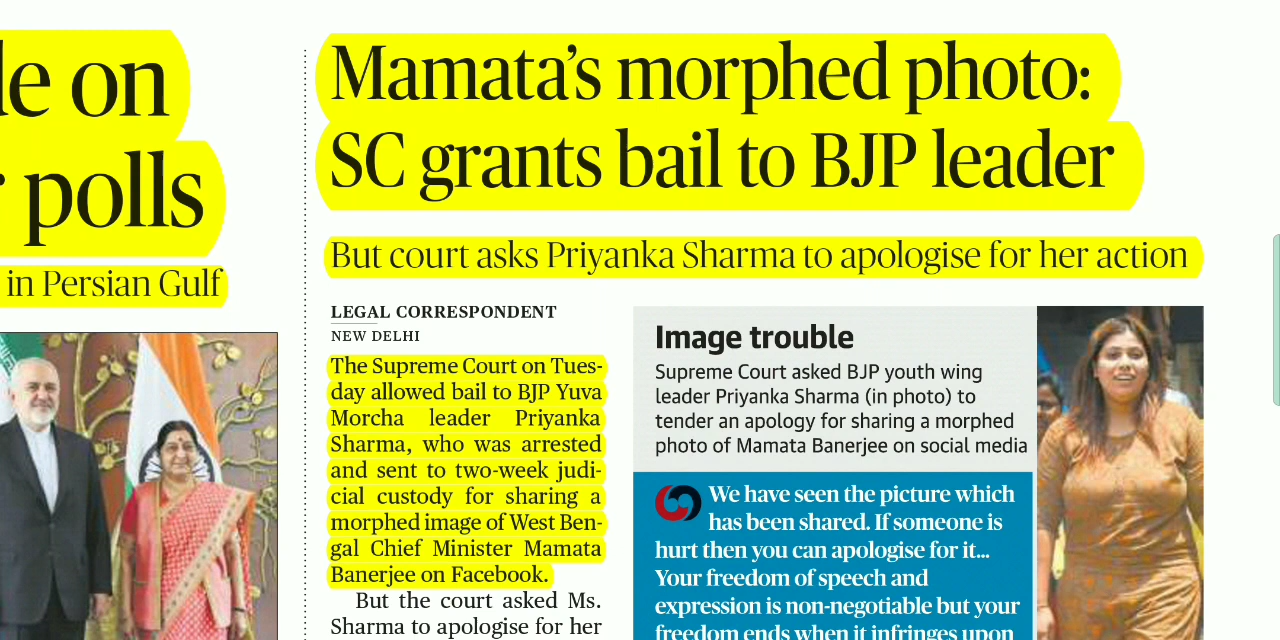 le on
polls
in Persian Gulf
Mamata’s morphed photo:
SC grants bail to BJP leader
But court asks Priyanka Sharma to apologise for her action
LEGAL CORRESPONDENT
NEW DELHI
The Supreme Court on Tues-
day allowed bail to BJP Yuva
Morcha leader Priyanka
Sharma, who was arrested
and sent to two-week judi-
cial custody for sharing a
morphed image of West Ben-
gal Chief Minister Mamata
Banerjee on Facebook.
But the court asked Ms.
Sharma to apologise for her
Image trouble
Supreme Court asked BJP youth wing
leader Priyanka Sharma (in photo) to
tender an apology for sharing a morphed
photo of Mamata Banerjee on social media
We have seen the picture which
has been shared. If someone is
hurt then you can apologise for it...
Your freedom of speech and
expression is non-negotiable but your
freedom ends when it infringes upon